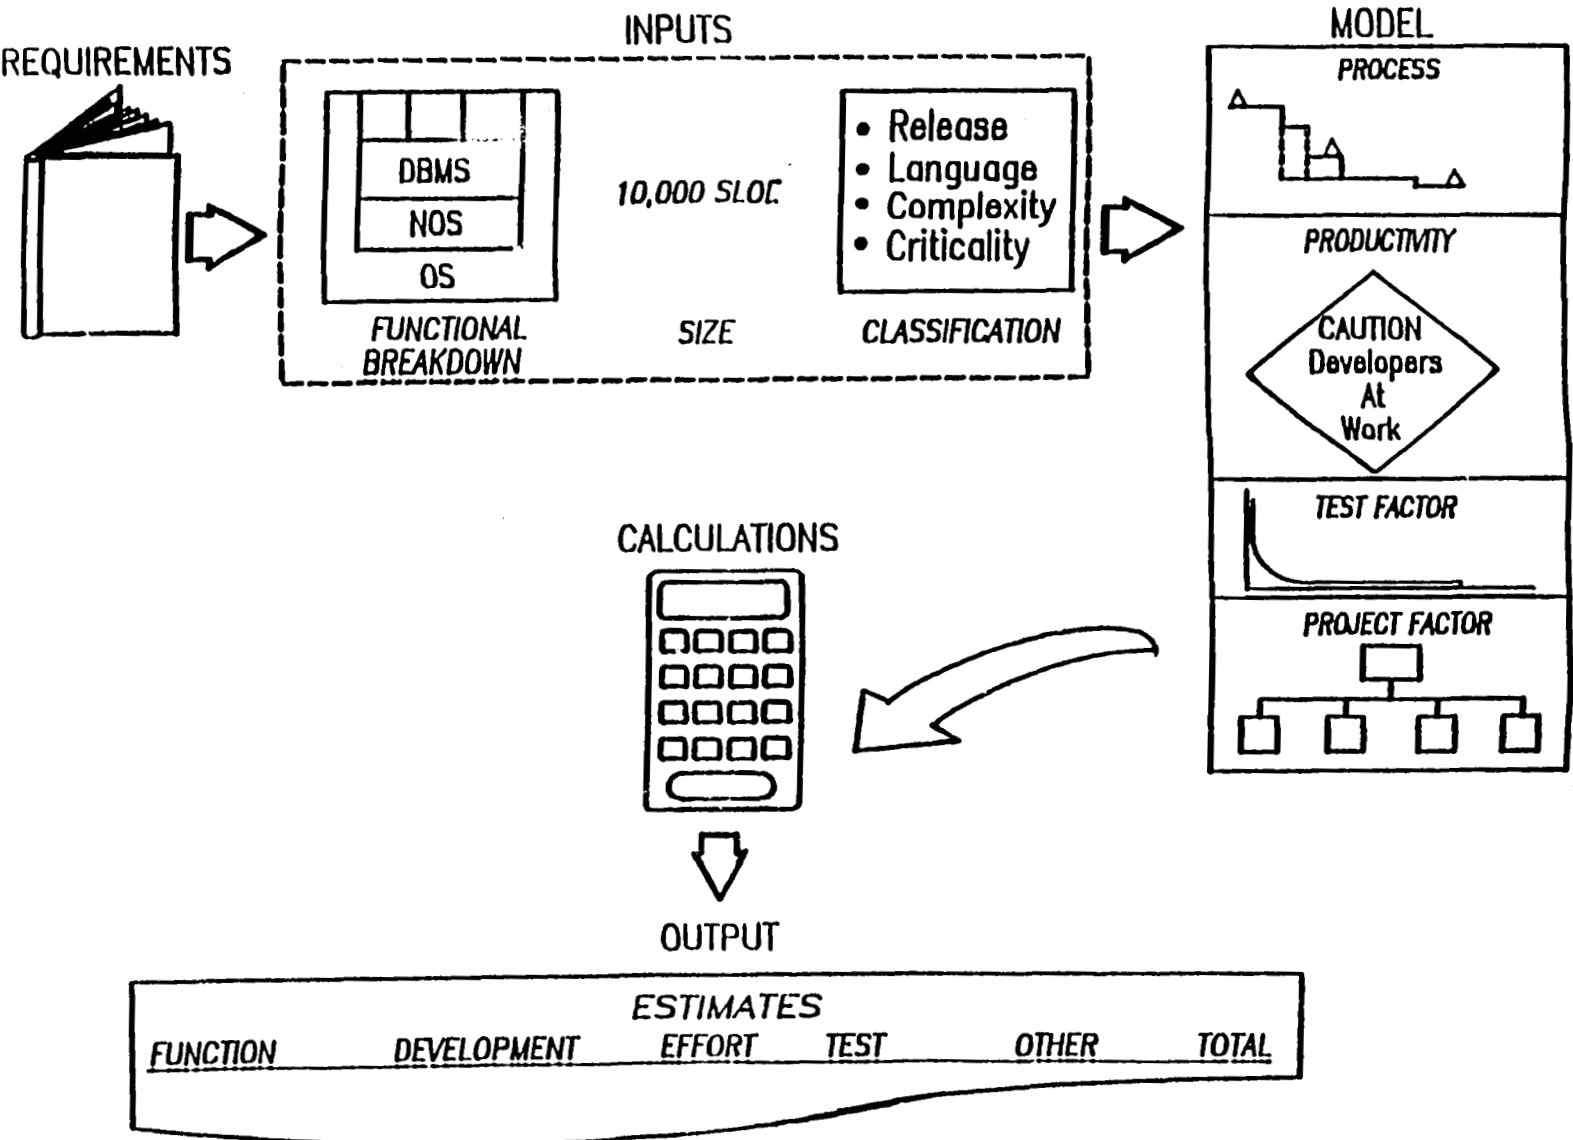 REQUIREMENTS
INPUTS
DBMS
NOS
OS
FUNCTIONAL
BREAKDOWN
10,000 SLOC
SIZE
• Release
• Language
• Complexity
• Criticality
CLASSIFICATION
MODEL
PROCESS
PRODUCTIVITY
CAUTION
Developers
At
Work
TEST FACTOR
PROJECT FACTOR
CALCULATIONS
OUTPUT
ESTIMATES
FUNCTION DEVELOPMENT EFFORT TEST OTHER TOTAL